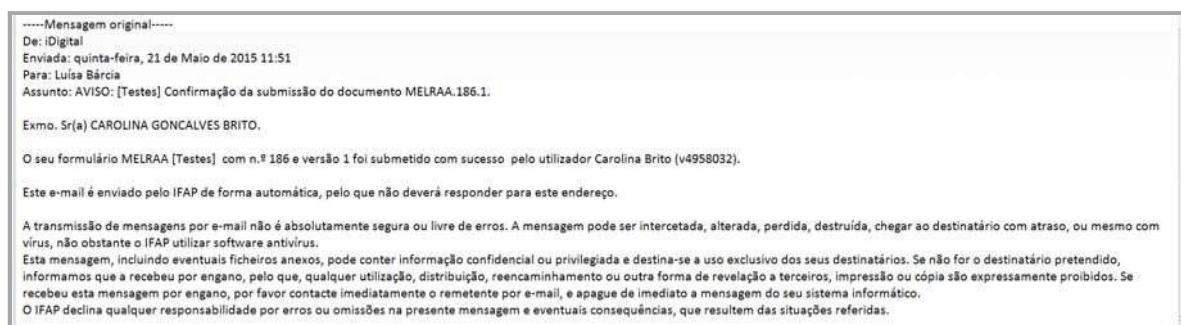 -----Mensagem original-----
De: iDigital
Enviada: quinta-feira, 21 de Maio de 2015 11:51
Para: Luísa Bárcia
Assunto: AVISO: [Testes] Confirmação da submissão do documento MELRAA.186.1.
Exmo. Sr(a) CAROLINA GONCALVES BRITO.
O seu formulário MELRAA [Testes] com n.º 186 e versão 1 foi submetido com sucesso pelo utilizador Carolina Brito (v4958032).
Este e-mail é enviado pelo IFAP de forma automática, pelo que não deverá responder para este endereço.
A transmissão de mensagens por e-mail não é absolutamente segura ou livre de erros. A mensagem pode ser intercetada, alterada, perdida, destruída, chegar ao destinatário com atraso, ou mesmo com
vírus, não obstante o IFAP utilizar software antivírus.
Esta mensagem, incluindo eventuais ficheiros anexos, pode conter informação confidencial ou privilegiada e destina-se a uso exclusivo dos seus destinatários. Se não for o destinatário pretendido,
informamos que a recebeu por engano, pelo que, qualquer utilização, distribuição, reencaminhamento ou outra forma de revelação a terceiros, impressão ou cópia são expressamente proibidos. Se
recebeu esta mensagem por engano, por favor contacte imediatamente o remetente por e-mail, e apague de imediato a mensagem do seu sistema informático.
O IFAP declina qualquer responsabilidade por erros ou omissões na presente mensagem e eventuais consequências, que resultem das situações referidas.